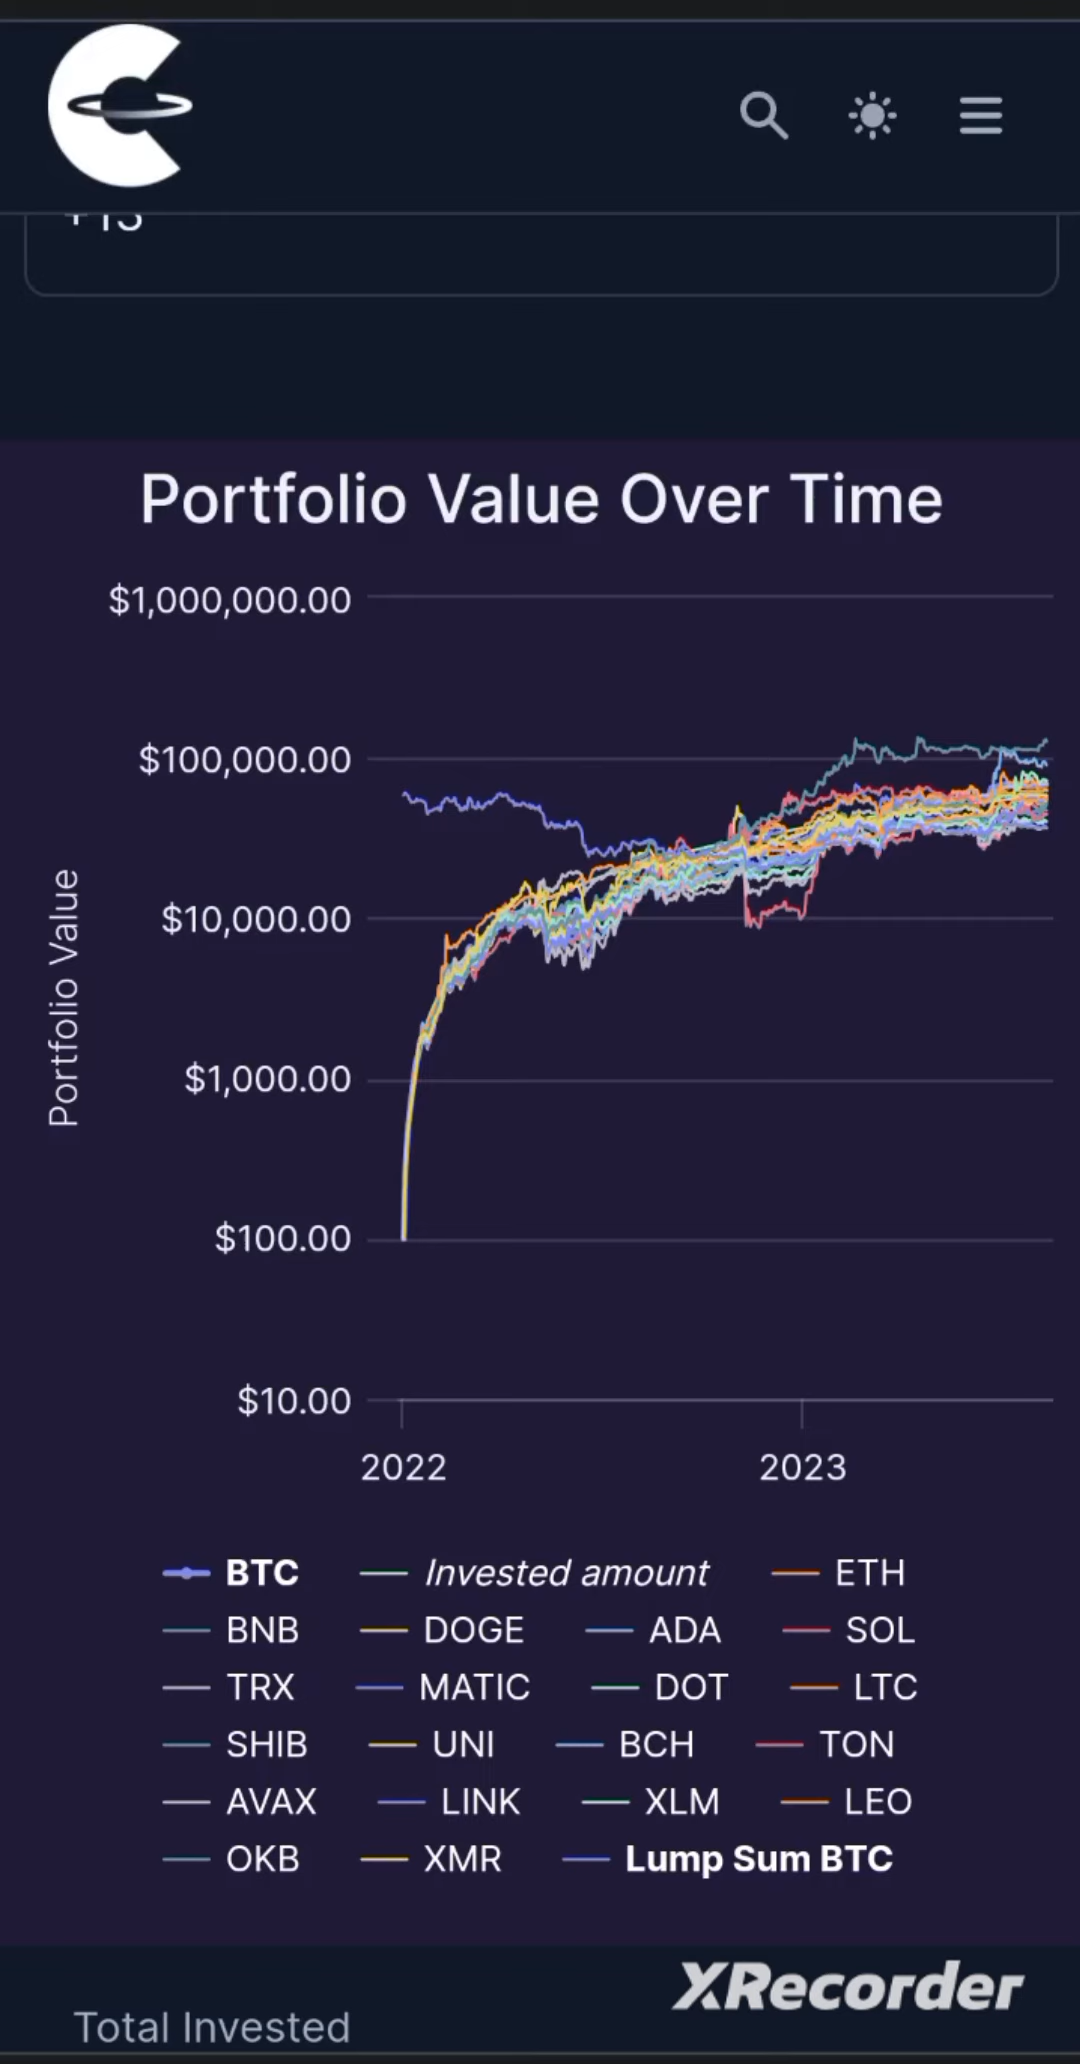 +15
Portfolio Value Over Time
$1,000,000.00
$100,000.00
$10,000.00
$1,000.00
$100.00
$10.00
Portfolio Value
2022 2023
BTC Invested amount ETH
BNB DOGE ADA SOL
TRX MATIC DOT LTC
SHIB UNI BCH TON
AVAX LINK XLM LEO
OKB XMR Lump Sum BTC
XRecorder
Total Invested